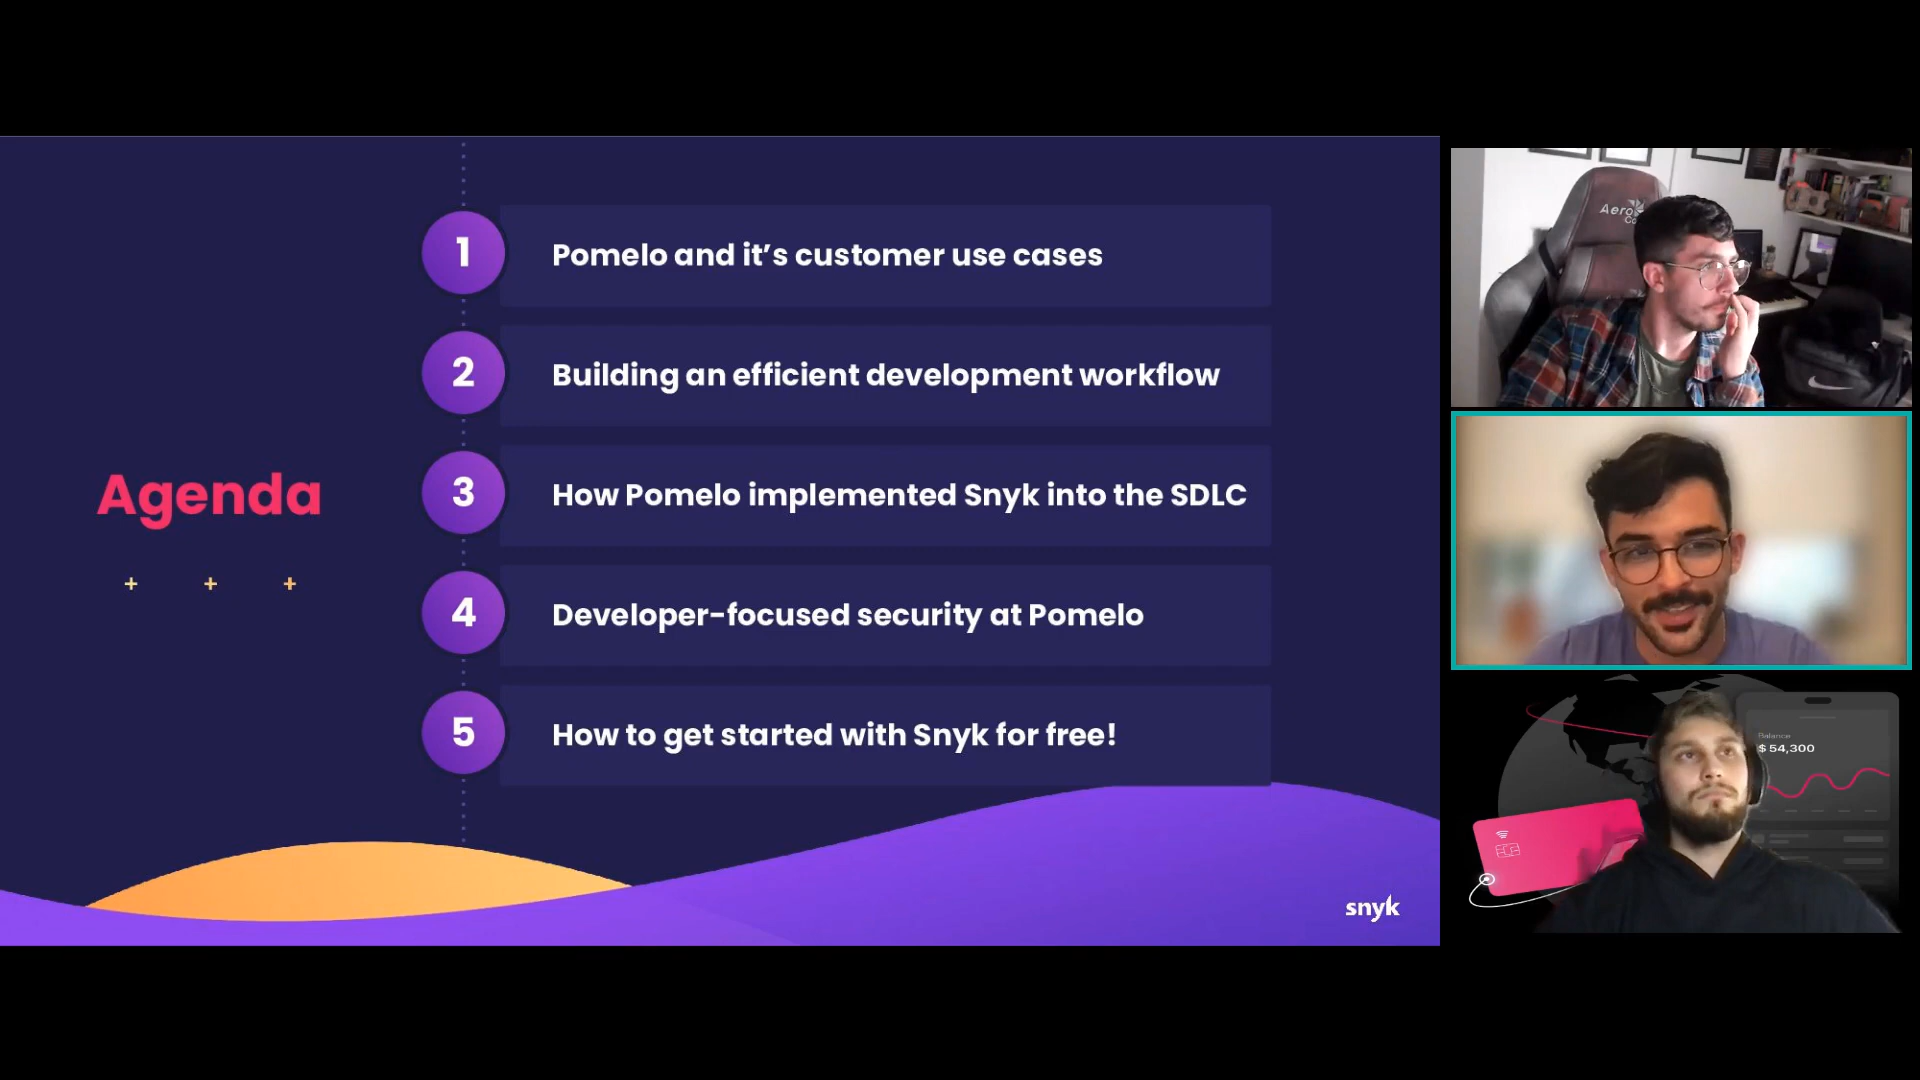 Agenda
+ + +
1
Pomelo and it’s customer use cases
2
Building an efficient development workflow
3
How Pomelo implemented Snyk into the SDLC
4
Developer-focused security at Pomelo
5
How to get started with Snyk for free!
snyk
Aero
Co
Balance
$ 54,300